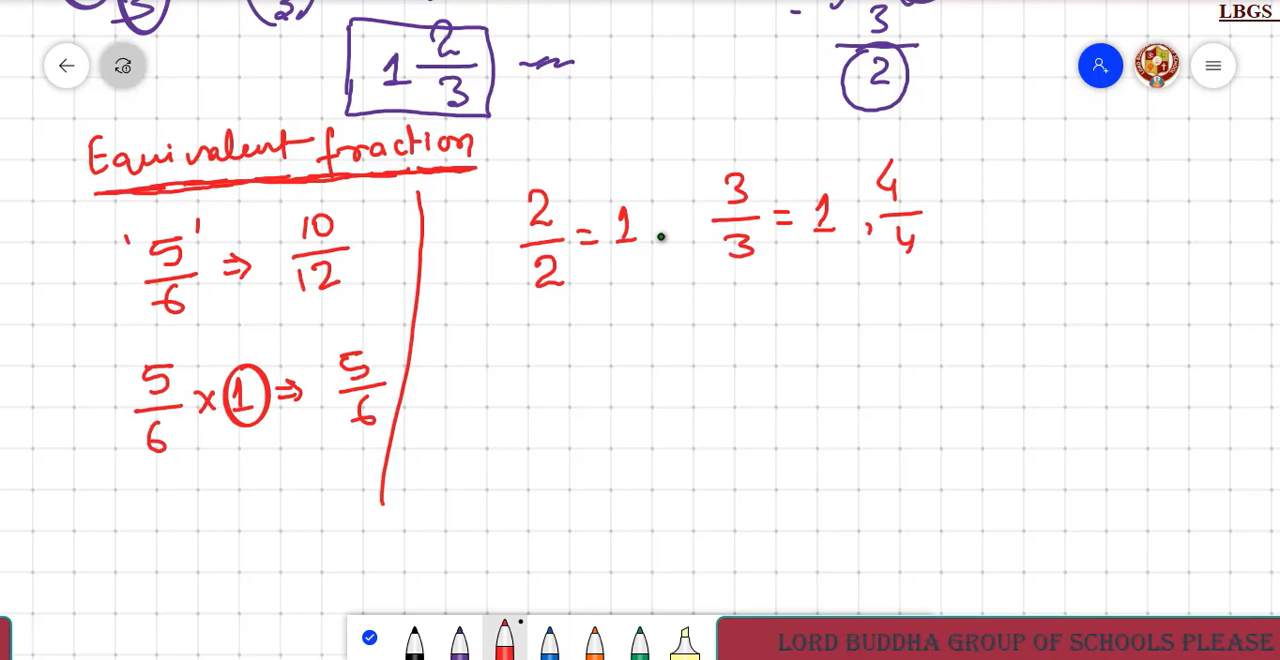 LBGS
1 2/3
3/2
Equivalent fraction
'5/6' ⇒ 10/12
2/2 = 1 . 3/3 = 1 , 4/4
5/6 × 1 ⇒ 5/6
LORD BUDDHA GROUP OF SCHOOLS PLEASE